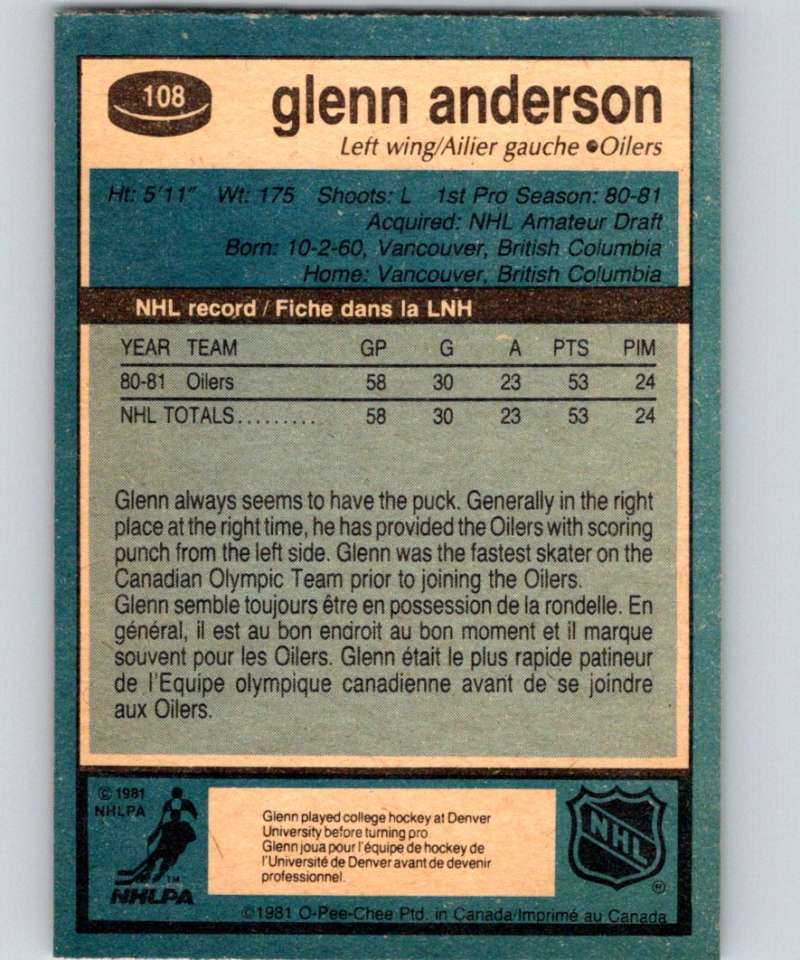 108
glenn anderson
Left wing/Ailier gauche ●Oilers
Ht: 5'11" Wt: 175 Shoots: L 1st Pro Season: 80-81
Acquired: NHL Amateur Draft
Born: 10-2-60, Vancouver, British Columbia
Home: Vancouver, British Columbia
NHL record / Fiche dans la LNH
YEAR TEAM GP G A PTS PIM
80-81 Oilers 58 30 23 53 24
NHL TOTALS......... 58 30 23 53 24
Glenn always seems to have the puck. Generally in the right
place at the right time, he has provided the Oilers with scoring
punch from the left side. Glenn was the fastest skater on the
Canadian Olympic Team prior to joining the Oilers.
Glenn semble toujours être en possession de la rondelle. En
général, il est au bon endroit au bon moment et il marque
souvent pour les Oilers. Glenn était le plus rapide patineur
de l'Equipe olympique canadienne avant de se joindre
aux Oilers.
© 1981
NHLPA
TM
NHLPA
Glenn played college hockey at Denver
University before turning pro.
Glenn joua pour l'équipe de hockey de
l'Université de Denver avant de devenir
professionnel.
NHL
®
©1981 O-Pee-Chee Ptd. in Canada/Imprimé au Canada